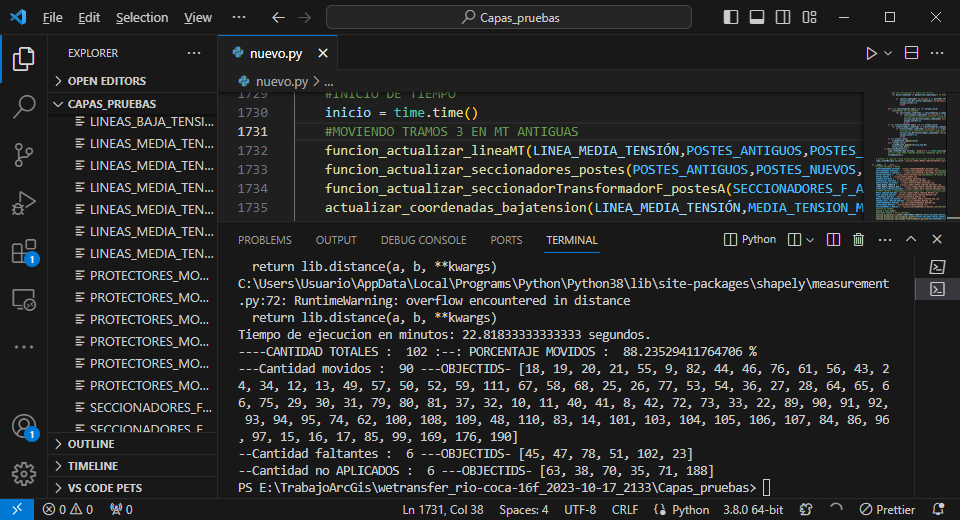 File Edit Selection View ··· Capas_pruebas
EXPLORER ···
nuevo.py
OPEN EDITORS
CAPAS_PRUEBAS
LINEAS_BAJA_TENSI...
LINEAS_MEDIA_TEN...
LINEAS_MEDIA_TEN...
LINEAS_MEDIA_TEN...
LINEAS_MEDIA_TEN...
LINEAS_MEDIA_TEN...
LINEAS_MEDIA_TEN...
PROTECTORES_MO...
PROTECTORES_MO...
PROTECTORES_MO...
PROTECTORES_MO...
PROTECTORES_MO...
PROTECTORES_MO...
SECCIONADORES_F...
SECCIONADORES_F...
OUTLINE
TIMELINE
VS CODE PETS
1
1
nuevo.py > ...
1729 #INICIO DE TIEMPO
1730 inicio = time.time()
1731 #MOVIENDO TRAMOS 3 EN MT ANTIGUAS
1732 funcion_actualizar_lineaMT(LINEA_MEDIA_TENSIÓN,POSTES_ANTIGUOS,POSTES_
1733 funcion_actualizar_seccionadores_postes(POSTES_ANTIGUOS,POSTES_NUEVOS,
1734 funcion_actualizar_seccionadorTransformadorF_postesA(SECCIONADORES_F_A
1735 actualizar_coordenadas_bajatension(LINEA_MEDIA_TENSIÓN,MEDIA_TENSION_M
PROBLEMS OUTPUT DEBUG CONSOLE PORTS TERMINAL Python ···
return lib.distance(a, b, **kwargs)
C:\Users\Usuario\AppData\Local\Programs\Python\Python38\lib\site-packages\shapely\measurement
.py:72: RuntimeWarning: overflow encountered in distance
return lib.distance(a, b, **kwargs)
Tiempo de ejecucion en minutos: 22.81833333333333 segundos.
----CANTIDAD TOTALES :  102 :--: PORCENTAJE MOVIDOS :  88.23529411764706 %
---Cantidad movidos :  90 ---OBJECTIDS- [18, 19, 20, 21, 55, 9, 82, 44, 46, 76, 61, 56, 43, 2
4, 34, 12, 13, 49, 57, 50, 52, 59, 111, 67, 58, 68, 25, 26, 77, 53, 54, 36, 27, 28, 64, 65, 6
6, 75, 29, 30, 31, 79, 80, 81, 37, 32, 10, 11, 40, 41, 8, 42, 72, 73, 33, 22, 89, 90, 91, 92,
93, 94, 95, 74, 62, 100, 108, 109, 48, 110, 83, 14, 101, 103, 104, 105, 106, 107, 84, 86, 96
, 97, 15, 16, 17, 85, 99, 169, 176, 190]
--Cantidad faltantes :  6 ---OBJECTIDS- [45, 47, 78, 51, 102, 23]
--Cantidad no APLICADOS :  6 ---OBJECTIDS- [63, 38, 70, 35, 71, 188]
PS E:\TrabajoArcGis\wetransfer_rio-coca-16f_2023-10-17_2133\Capas_pruebas>
0 0 0 Ln 1731, Col 38 Spaces: 4 UTF-8 CRLF Python 3.8.0 64-bit Prettier